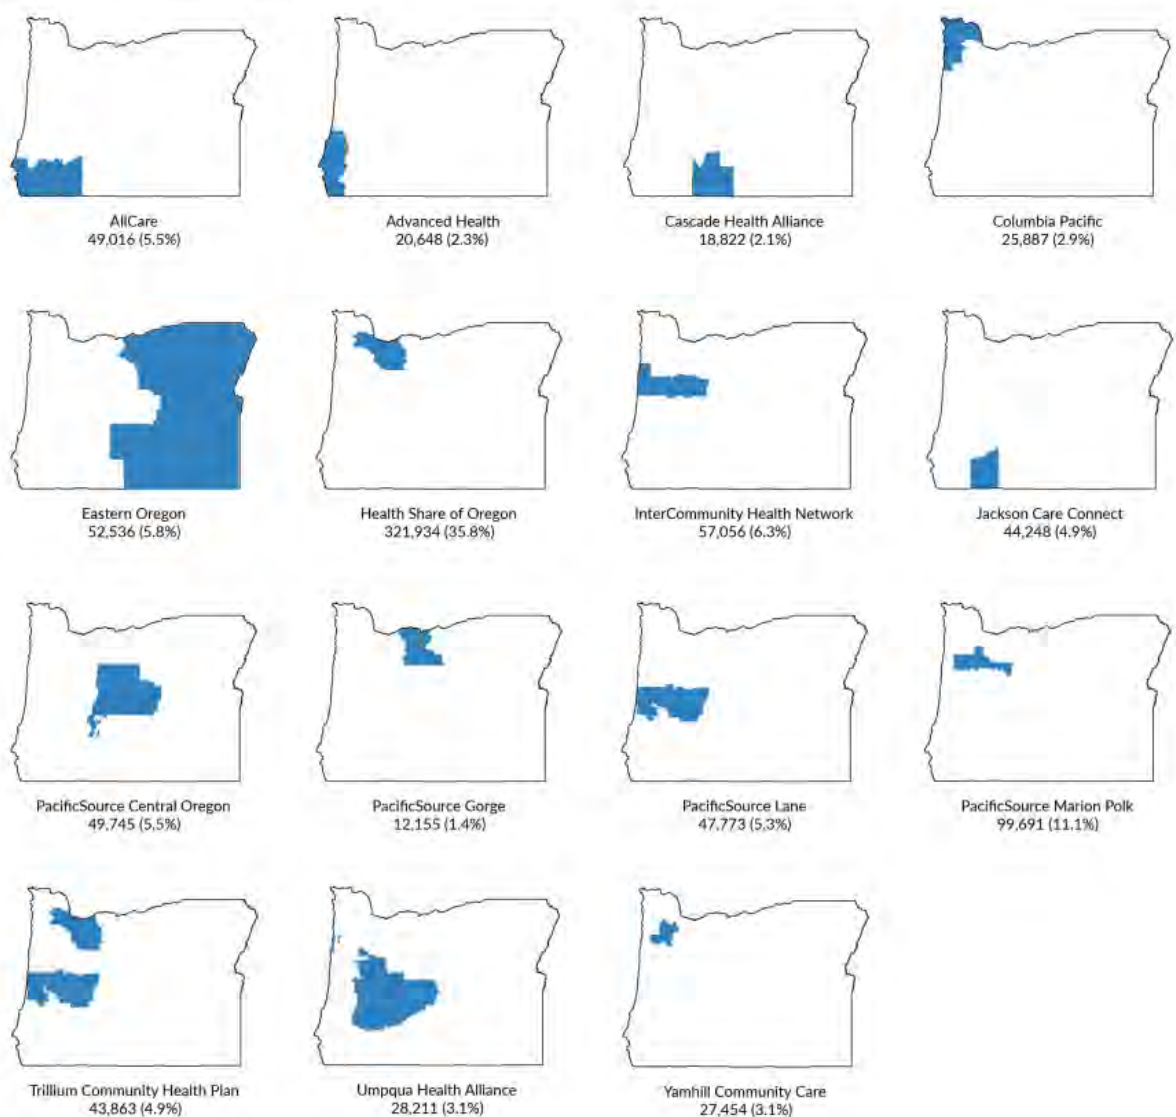 AllCare
49,016 (5.5%)
Advanced Health
20,648 (2.3%)
Cascade Health Alliance
18,822 (2.1%)
Columbia Pacific
25,887 (2.9%)
Eastern Oregon
52,536 (5.8%)
Health Share of Oregon
321,934 (35.8%)
InterCommunity Health Network
57,056 (6.3%)
Jackson Care Connect
44,248 (4.9%)
PacificSource Central Oregon
49,745 (5.5%)
PacificSource Gorge
12,155 (1.4%)
PacificSource Lane
47,773 (5.3%)
PacificSource Marion Polk
99,691 (11.1%)
Trillium Community Health Plan
43,863 (4.9%)
Umpqua Health Alliance
28,211 (3.1%)
Yamhill Community Care
27,454 (3.1%)